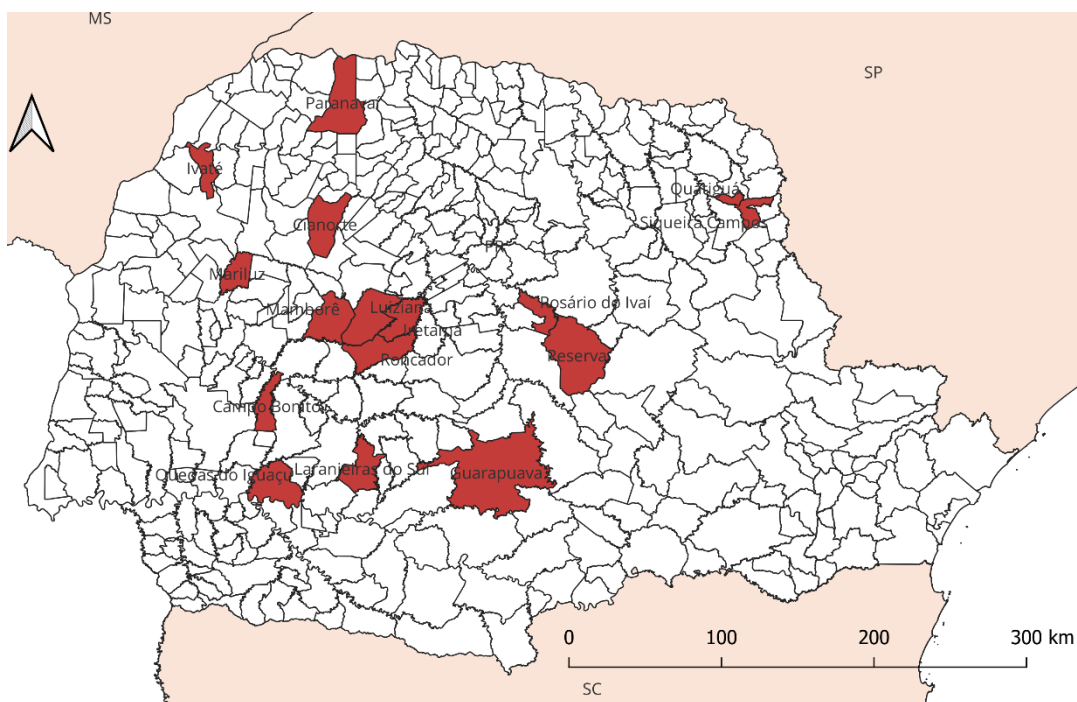 MS
SP
Paranavaí
Ivaté
Quatiguá
Siqueira Campos
Cianorte
PR
Mariluz
Mamborê
Luiziana
Rosário do Ivaí
Iretama
Roncador
Reserva
Campo Bonito
Quedas do Iguaçu
Laranjeiras do Sul
Guarapuava
0 100 200 300 km
SC